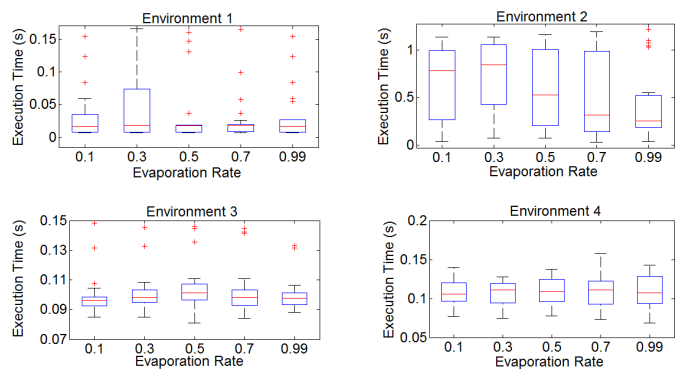 Environment 1
Execution Time (s)
0.15
0.1
0.05
0
0.1 0.3 0.5 0.7 0.99
Evaporation Rate
Environment 2
Execution Time (s)
1
0.5
0
0.1 0.3 0.5 0.7 0.99
Evaporation Rate
Environment 3
Execution Time (s)
0.15
0.13
0.11
0.09
0.07
0.1 0.3 0.5 0.7 0.99
Evaporation Rate
Environment 4
Execution Time (s)
0.2
0.15
0.1
0.05
0.1 0.3 0.5 0.7 0.99
Evaporation Rate